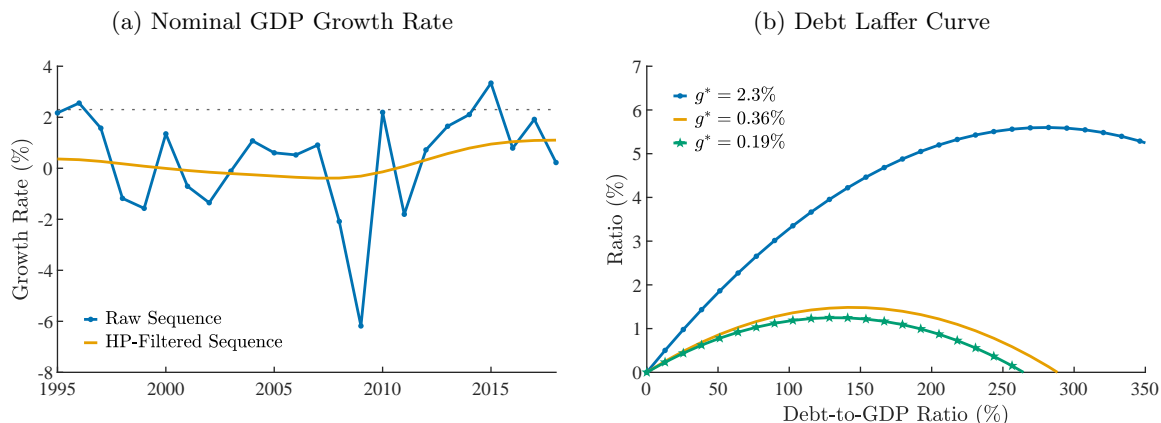 (a) Nominal GDP Growth Rate
4
2
0
-2
-4
-6
-8
Growth Rate (%)
Raw Sequence
HP-Filtered Sequence
1995
2000
2005
2010
2015
(b) Debt Laffer Curve
7
6
5
4
3
2
1
0
Ratio (%)
g* = 2.3%
g* = 0.36%
g* = 0.19%
0
50
100
150
200
250
300
350
Debt-to-GDP Ratio (%)